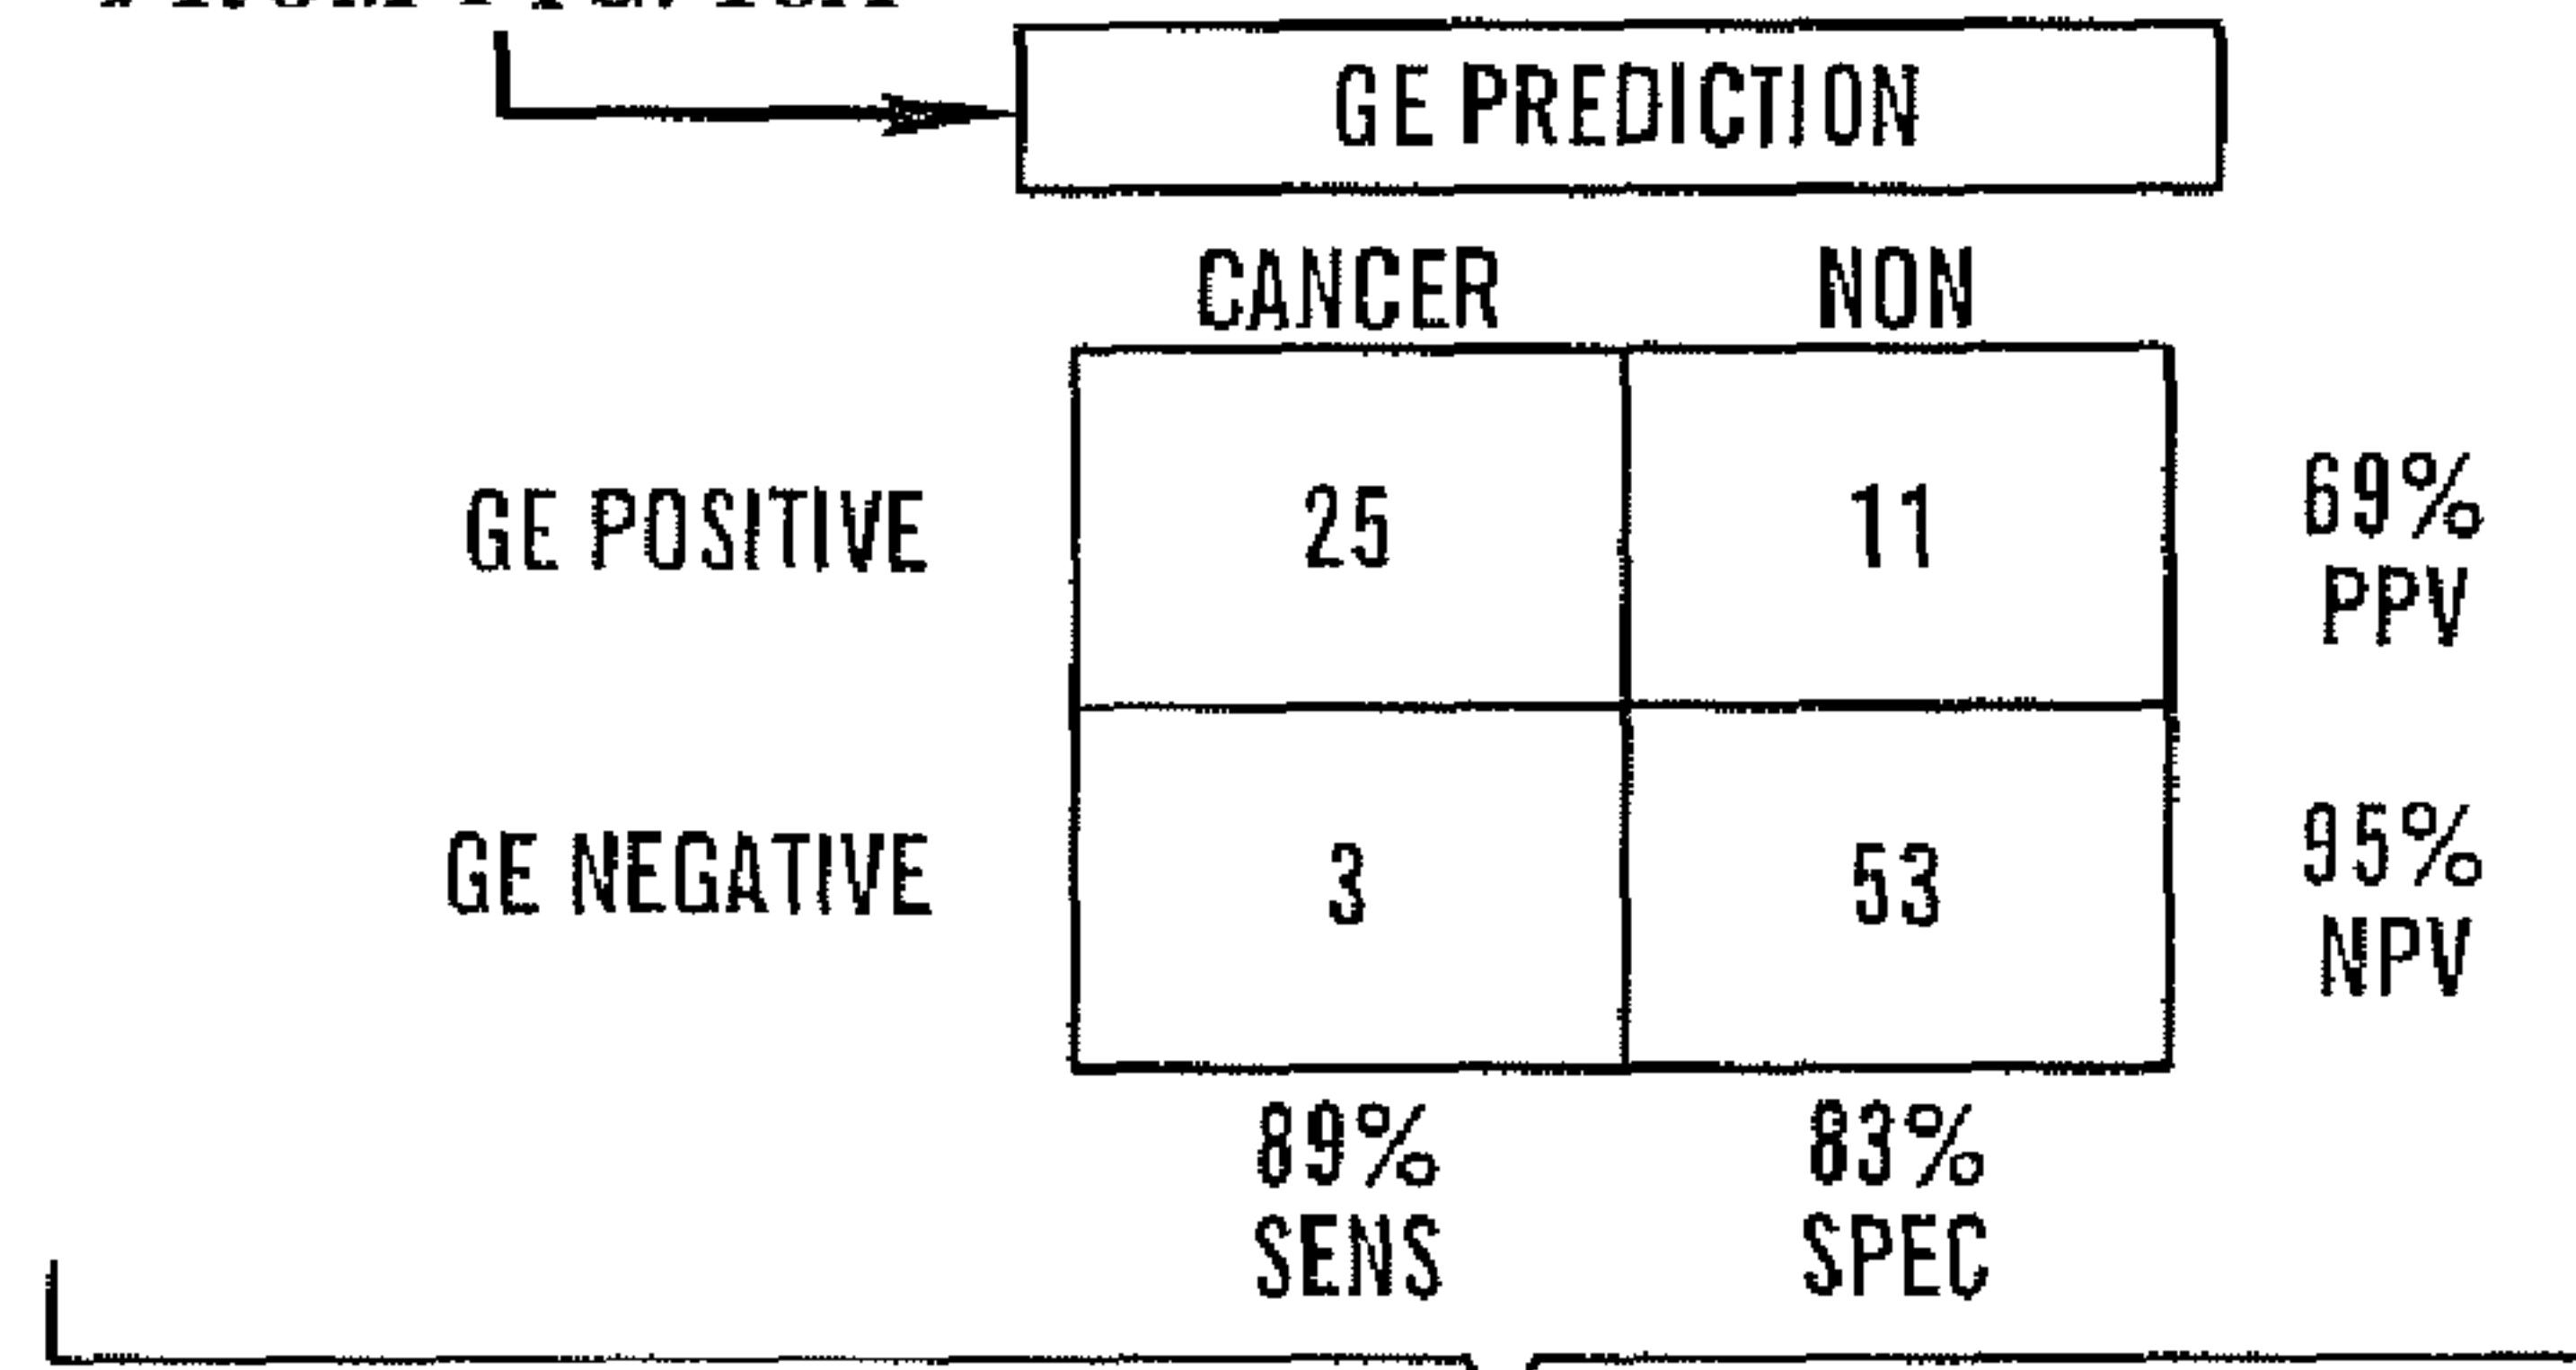 GE PREDICTION
CANCER NON
GE POSITIVE 25 11 69%
PPV
GE NEGATIVE 3 53 95%
NPV
89% 83%
SENS SPEC